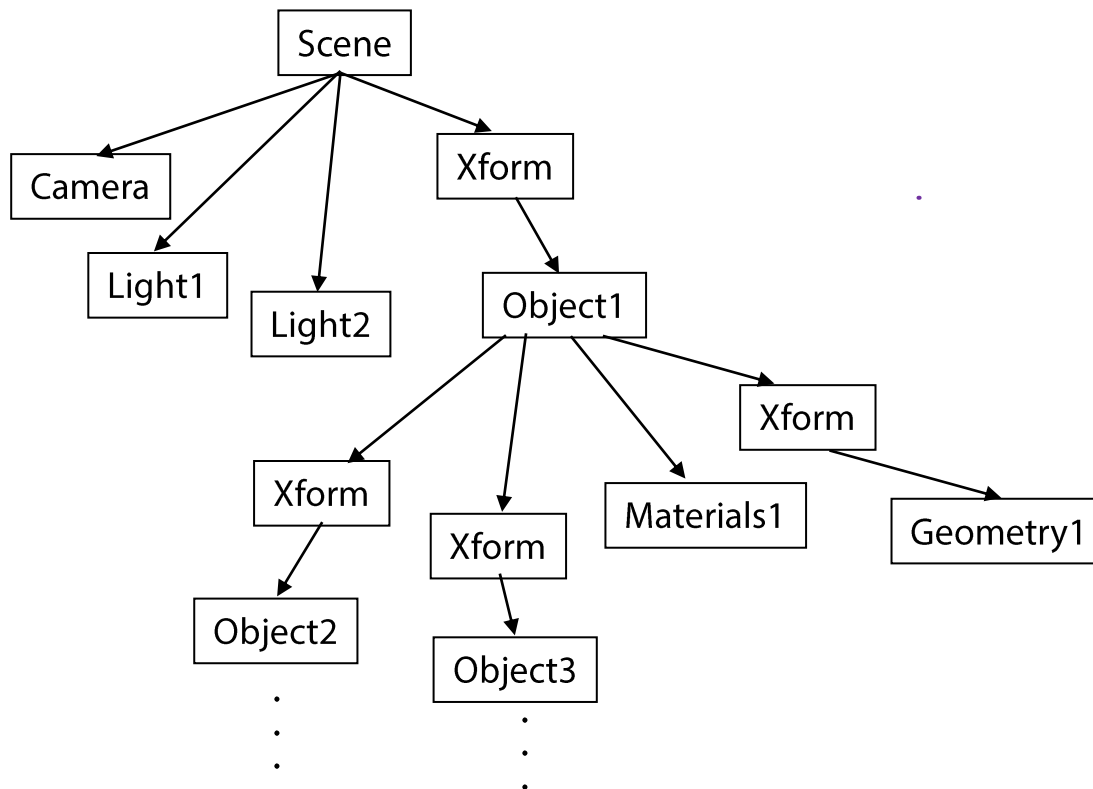 Scene
Camera
Xform
Light1
Light2
Object1
Xform
Xform
Materials1
Geometry1
Xform
Object2
Object3